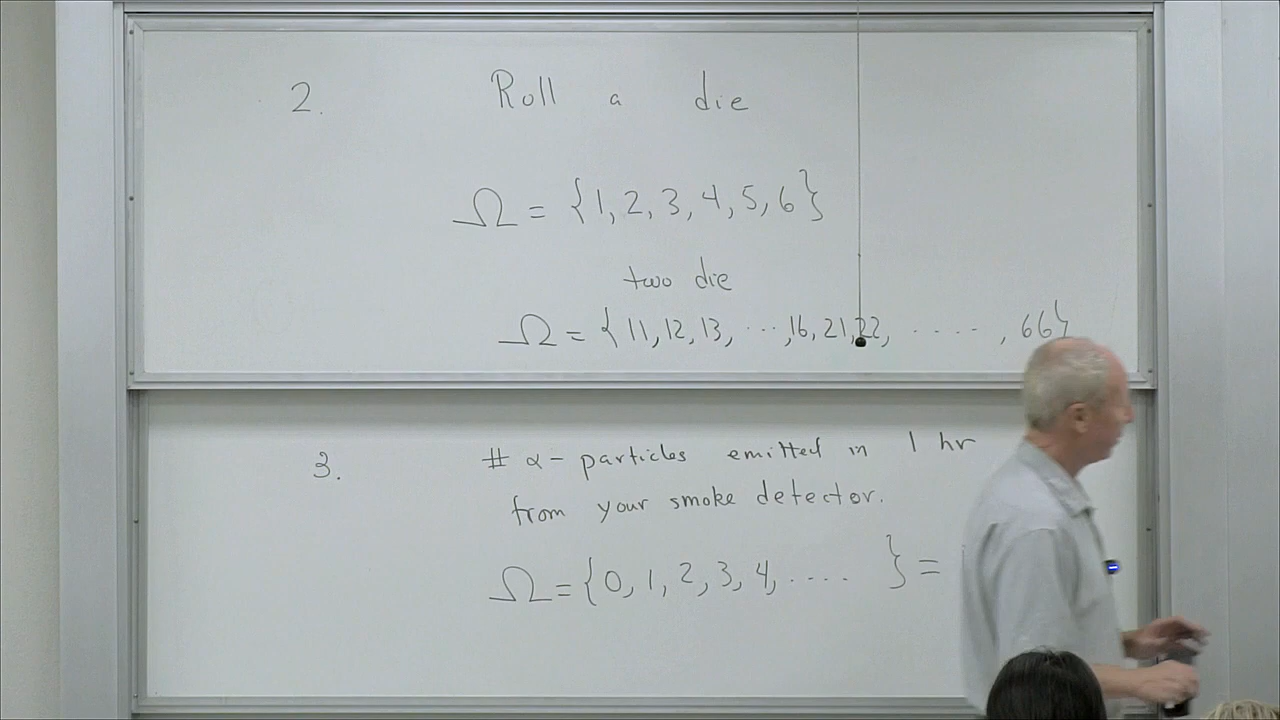 2. Roll a die
Ω = {1, 2, 3, 4, 5, 6}
two die
Ω = { 11, 12, 13, ..., 16, 21, 22, ....., 66}
3. # α - particles emitted in 1 hr
from your smoke detector.
Ω = {0, 1, 2, 3, 4, .... } =